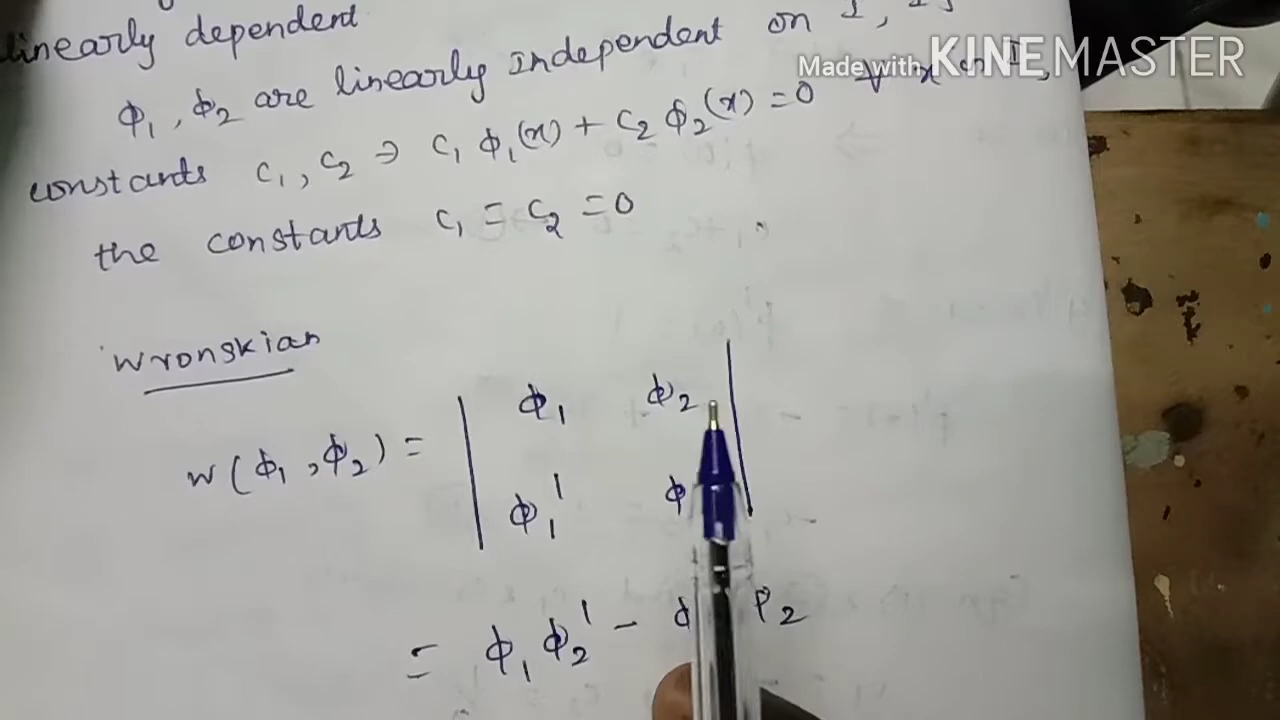 linearly dependent
Φ₁, Φ₂ are linearly Independent on I,
constants c₁, c₂ ∋ c₁ Φ₁(x) + c₂ Φ₂(x) = 0 ∀ x
the constants c₁ = c₂ = 0
Wronskian
W(Φ₁, Φ₂) = | Φ₁ Φ₂ |
Φ₁' Φ
= Φ₁ Φ₂' -
Made with KINEMASTER